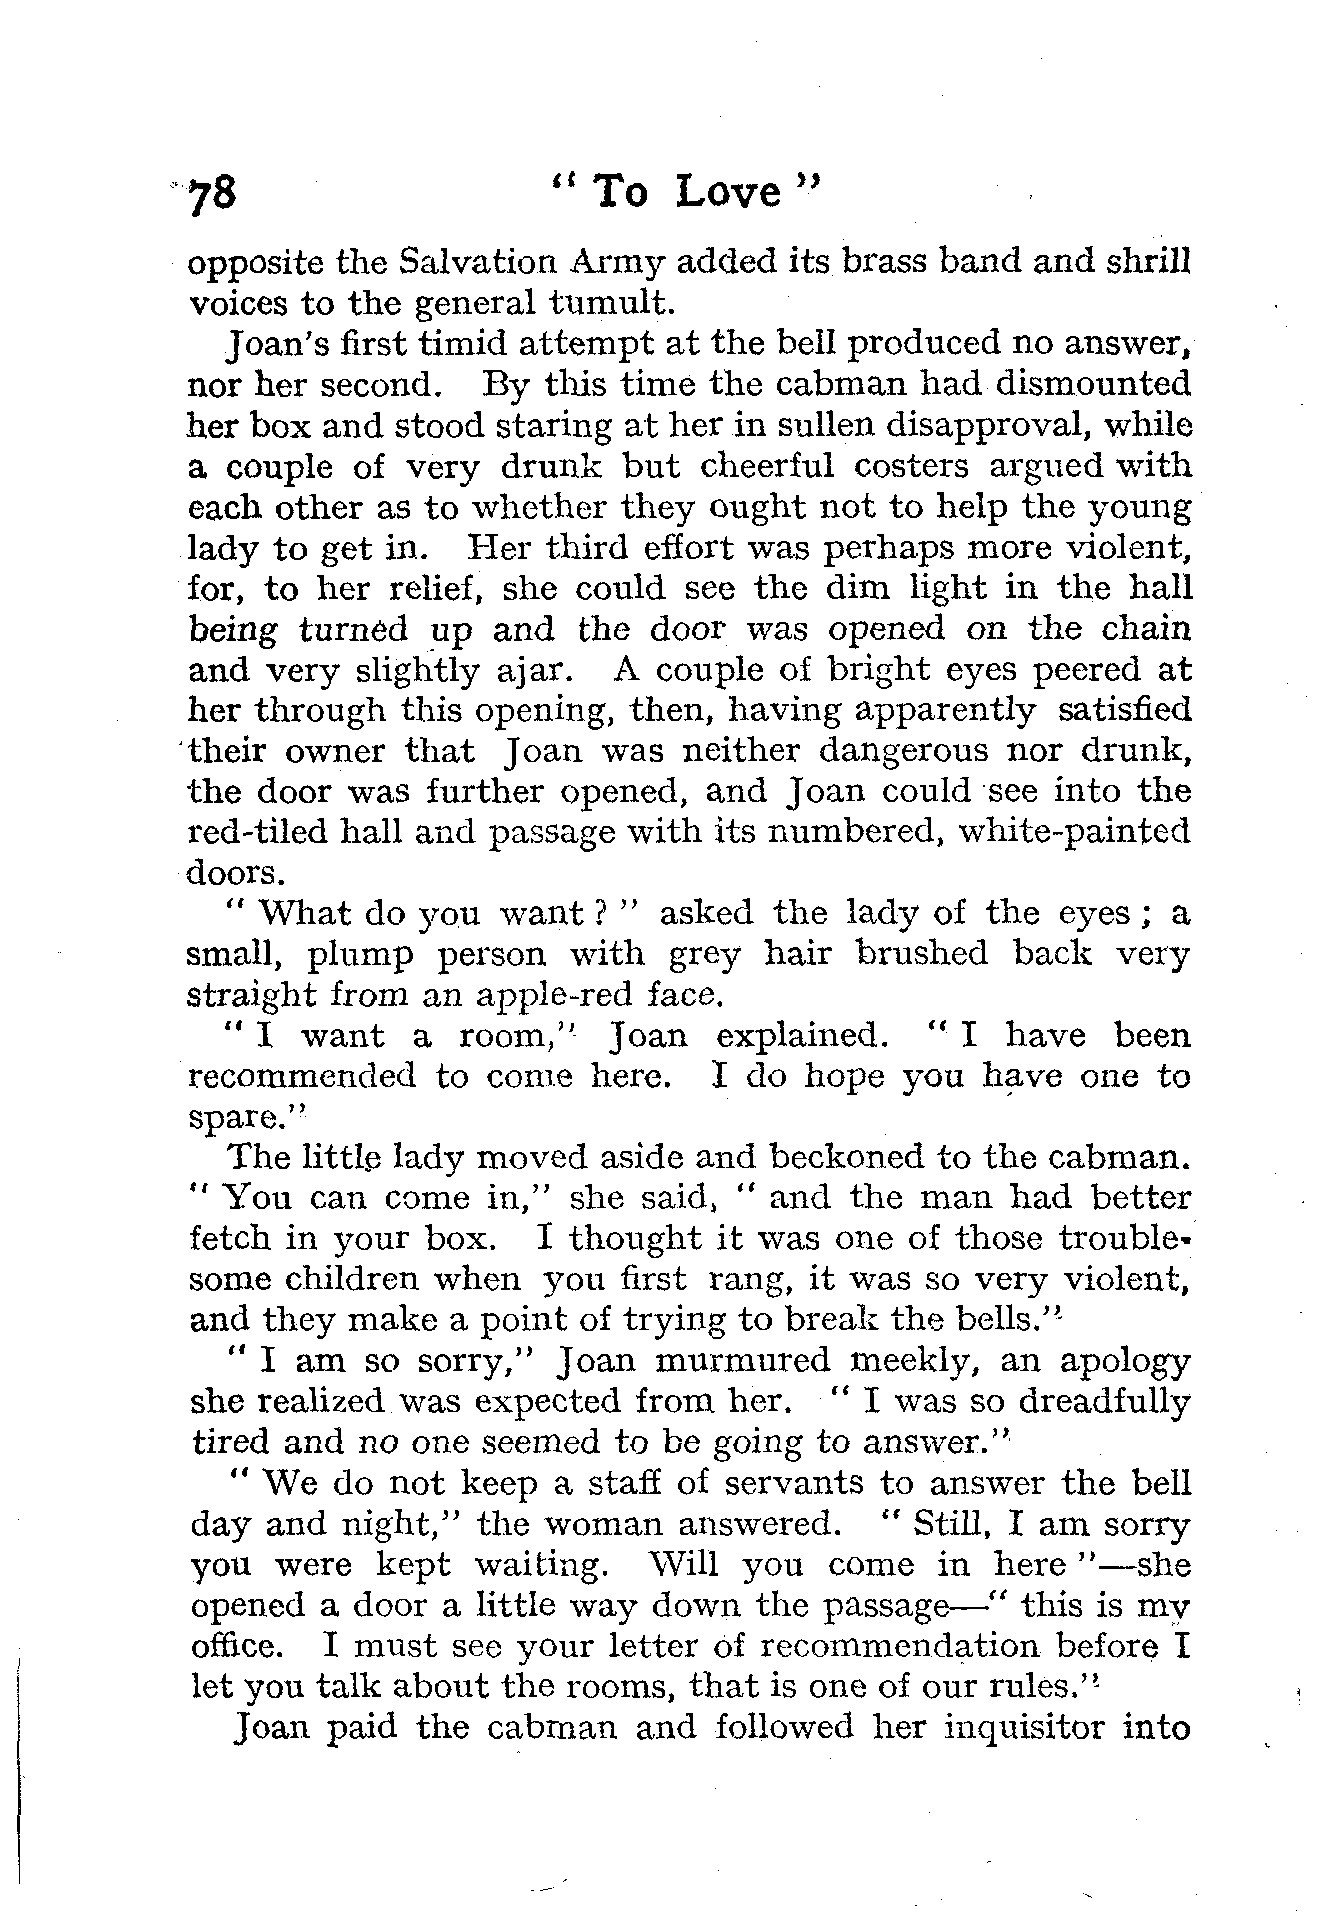 78 “ To Love ”
opposite the Salvation Army added its brass band and shrill
voices to the general tumult.
Joan’s first timid attempt at the bell produced no answer,
nor her second. By this time the cabman had dismounted
her box and stood staring at her in sullen disapproval, while
a couple of very drunk but cheerful costers argued with
each other as to whether they ought not to help the young
lady to get in. Her third effort was perhaps more violent,
for, to her relief, she could see the dim light in the hall
being turned up and the door was opened on the chain
and very slightly ajar. A couple of bright eyes peered at
her through this opening, then, having apparently satisfied
their owner that Joan was neither dangerous nor drunk,
the door was further opened, and Joan could see into the
red-tiled hall and passage with its numbered, white-painted
doors.
“ What do you want ? ” asked the lady of the eyes ; a
small, plump person with grey hair brushed back very
straight from an apple-red face.
“ I want a room,” Joan explained. “ I have been
recommended to come here. I do hope you have one to
spare.”
The little lady moved aside and beckoned to the cabman.
“ You can come in,” she said, “ and the man had better
fetch in your box. I thought it was one of those trouble-
some children when you first rang, it was so very violent,
and they make a point of trying to break the bells.”
“ I am so sorry,” Joan murmured meekly, an apology
she realized was expected from her. “ I was so dreadfully
tired and no one seemed to be going to answer.”
“ We do not keep a staff of servants to answer the bell
day and night,” the woman answered. “ Still, I am sorry
you were kept waiting. Will you come in here ”—she
opened a door a little way down the passage—“ this is my
office. I must see your letter of recommendation before I
let you talk about the rooms, that is one of our rules.”
Joan paid the cabman and followed her inquisitor into